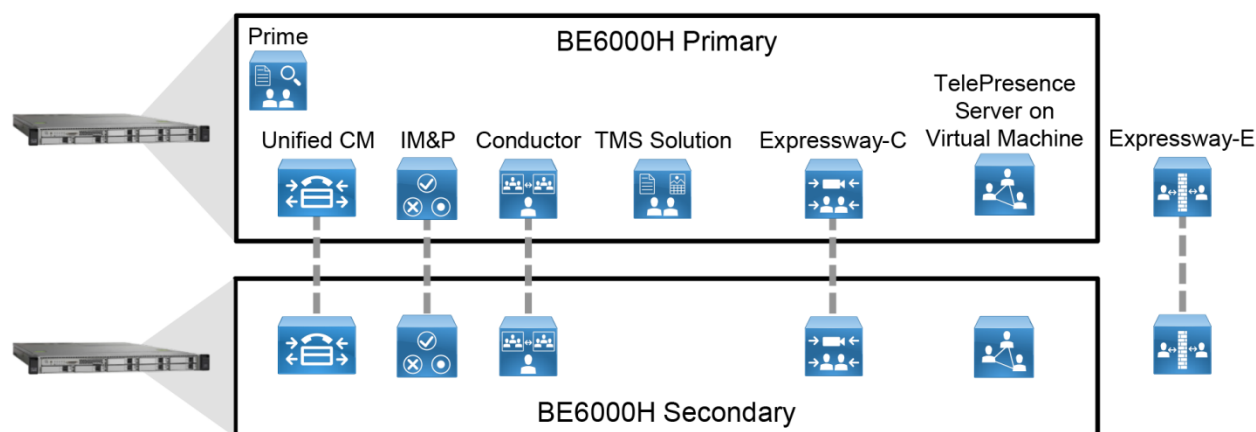 Prime
BE6000H Primary
Unified CM
IM&P
Conductor
TMS Solution
Expressway-C
TelePresence
Server on
Virtual Machine
Expressway-E
BE6000H Secondary